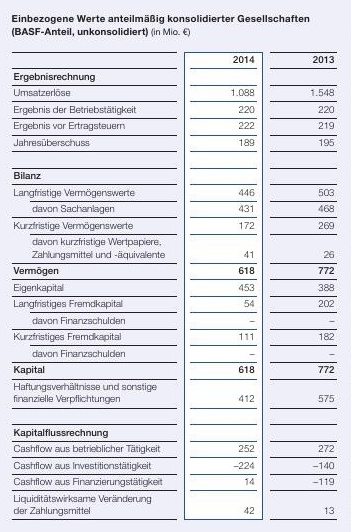 Einbezogene Werte anteilmäßig konsolidierter Gesellschaften
(BASF-Anteil, unkonsolidiert) (in Mio. €)
2014 2013
Ergebnisrechnung
Umsatzerlöse 1.088 1.548
Ergebnis der Betriebstätigkeit 220 220
Ergebnis vor Ertragsteuern 222 219
Jahresüberschuss 189 195
Bilanz
Langfristige Vermögenswerte 446 503
davon Sachanlagen 431 468
Kurzfristige Vermögenswerte 172 269
davon kurzfristige Wertpapiere,
Zahlungsmittel und -äquivalente 41 26
Vermögen 618 772
Eigenkapital 453 388
Langfristiges Fremdkapital 54 202
davon Finanzschulden – –
Kurzfristiges Fremdkapital 111 182
davon Finanzschulden – –
Kapital 618 772
Haftungsverhältnisse und sonstige
finanzielle Verpflichtungen 412 575
Kapitalflussrechnung
Cashflow aus betrieblicher Tätigkeit 252 272
Cashflow aus Investitionstätigkeit –224 –140
Cashflow aus Finanzierungstätigkeit 14 –119
Liquiditätswirksame Veränderung
der Zahlungsmittel 42 13